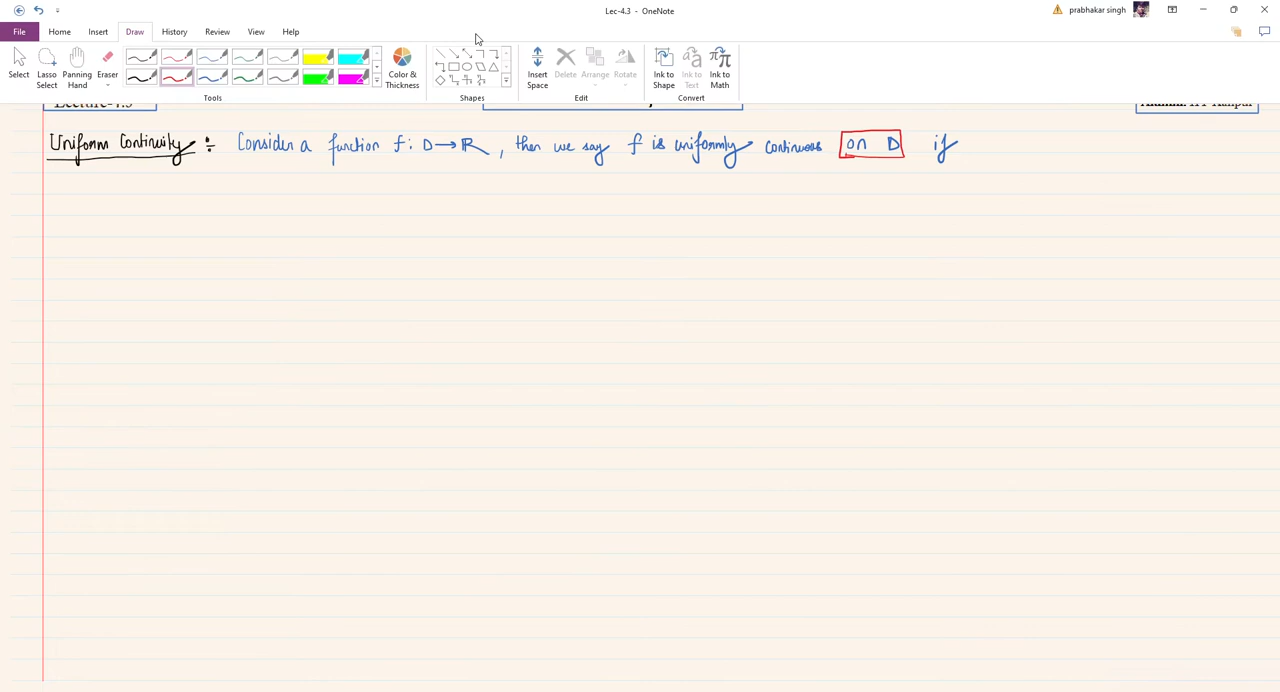 Lec-4.3 - OneNote
prabhakar singh
File Home Insert Draw History Review View Help
Select Lasso Select Panning Hand Eraser Color & Thickness Insert Space Delete Arrange Rotate Ink to Shape Ink to Text Ink to Math
Tools Shapes Edit Convert
Uniform Continuity : Consider a function f: D → ℝ, then we say f is uniformly continuous on D if